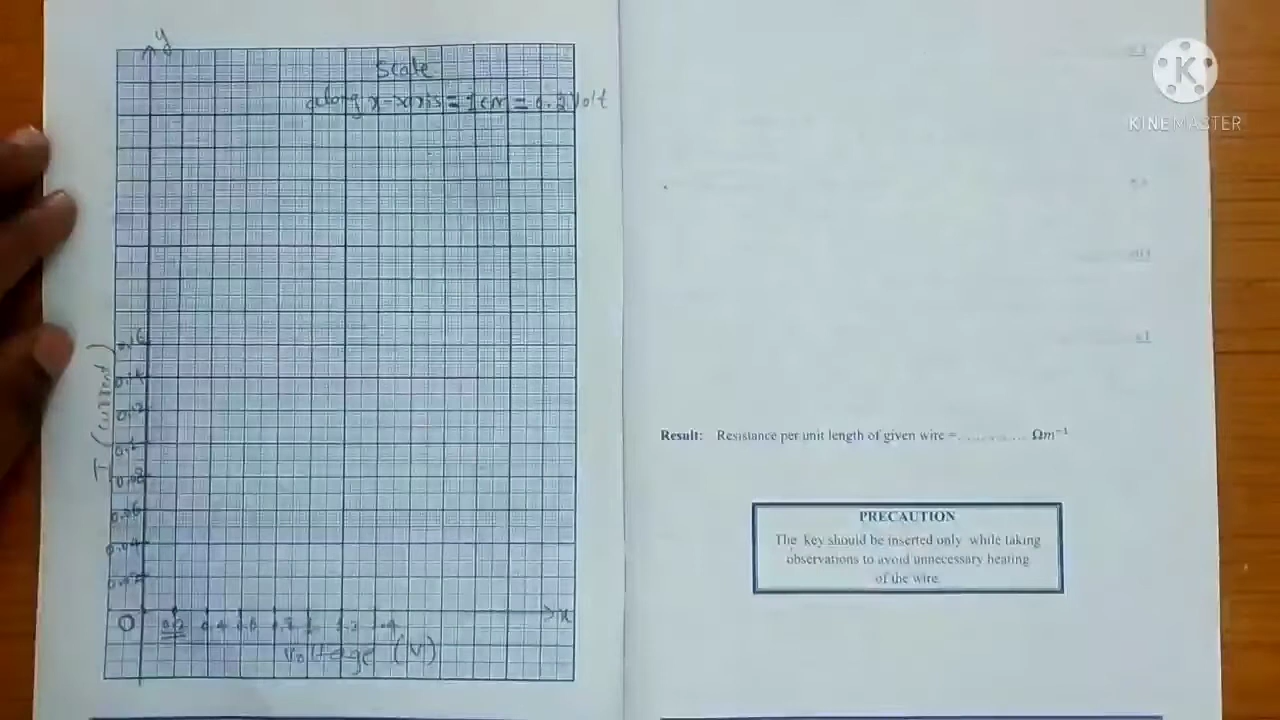 y
Scale
along x-axis = 1cm = 0.2 Volt
I (current)
0.16
0.14
0.12
0.1
0.08
0.06
0.04
0.02
O 0.2 0.4 0.6 0.8 1 1.2 1.4 x
Voltage (V)
KINEMASTER
Result: Resistance per unit length of given wire =.............. Ωm⁻¹
PRECAUTION
The key should be inserted only while taking
observations to avoid unnecessary heating
of the wire.